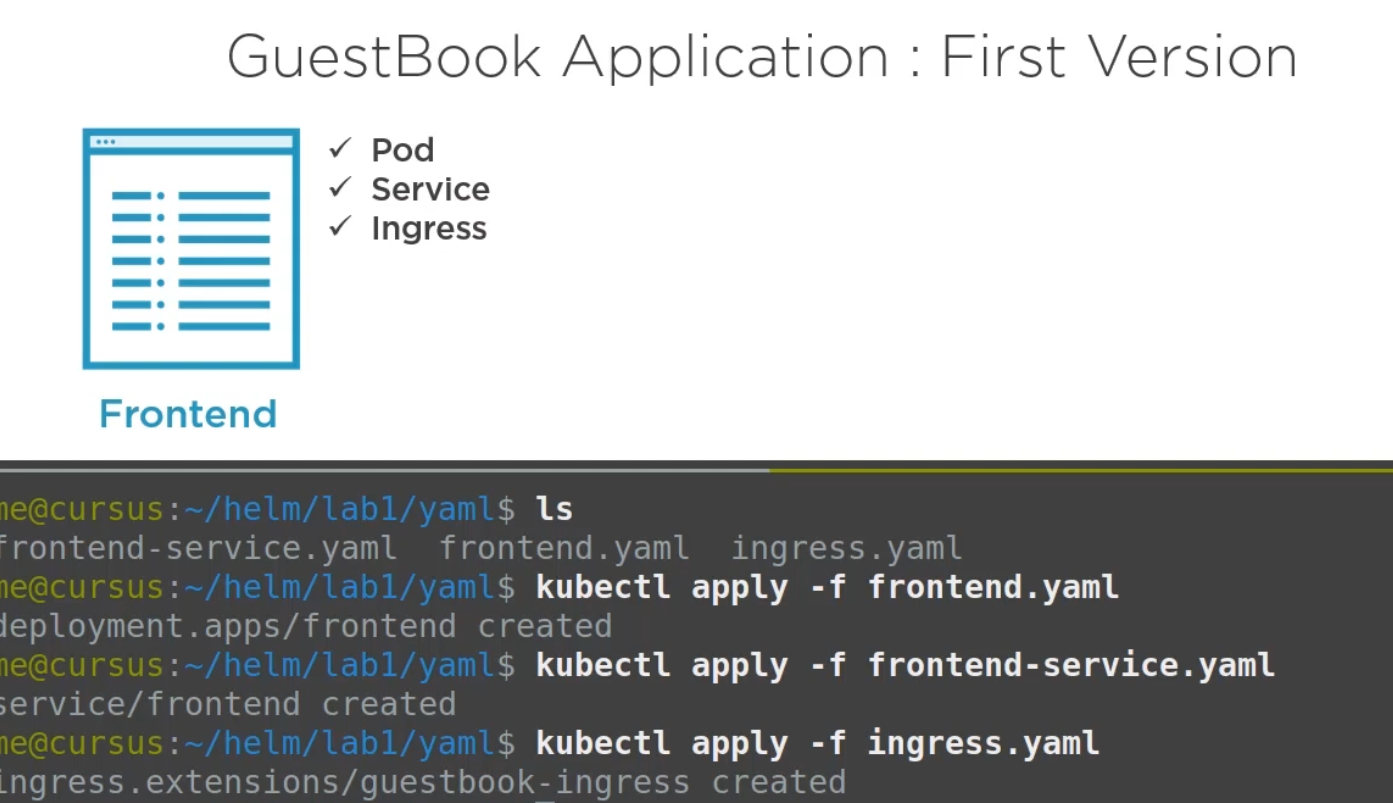 GuestBook Application : First Version
✓ Pod
✓ Service
✓ Ingress
Frontend
me@cursus:~/helm/lab1/yaml$ ls
frontend-service.yaml frontend.yaml ingress.yaml
me@cursus:~/helm/lab1/yaml$ kubectl apply -f frontend.yaml
deployment.apps/frontend created
me@cursus:~/helm/lab1/yaml$ kubectl apply -f frontend-service.yaml
service/frontend created
me@cursus:~/helm/lab1/yaml$ kubectl apply -f ingress.yaml
ingress.extensions/guestbook-ingress created